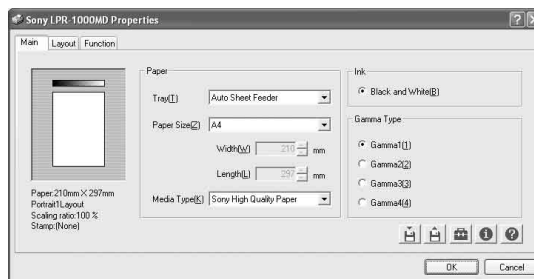 Sony LPR-1000MD Properties
Main
Layout
Function
Paper
Tray(T)
Auto Sheet Feeder
Paper Size(Z)
A4
Width(W)
210
mm
Length(L)
297
mm
Media Type(K)
Sony High Quality Paper
Paper:210mm X 297mm
Portrait1Layout
Scaling ratio:100 %
Stamp:(None)
Ink
Black and White(B)
Gamma Type
Gamma1(1)
Gamma2(2)
Gamma3(3)
Gamma4(4)
OK
Cancel